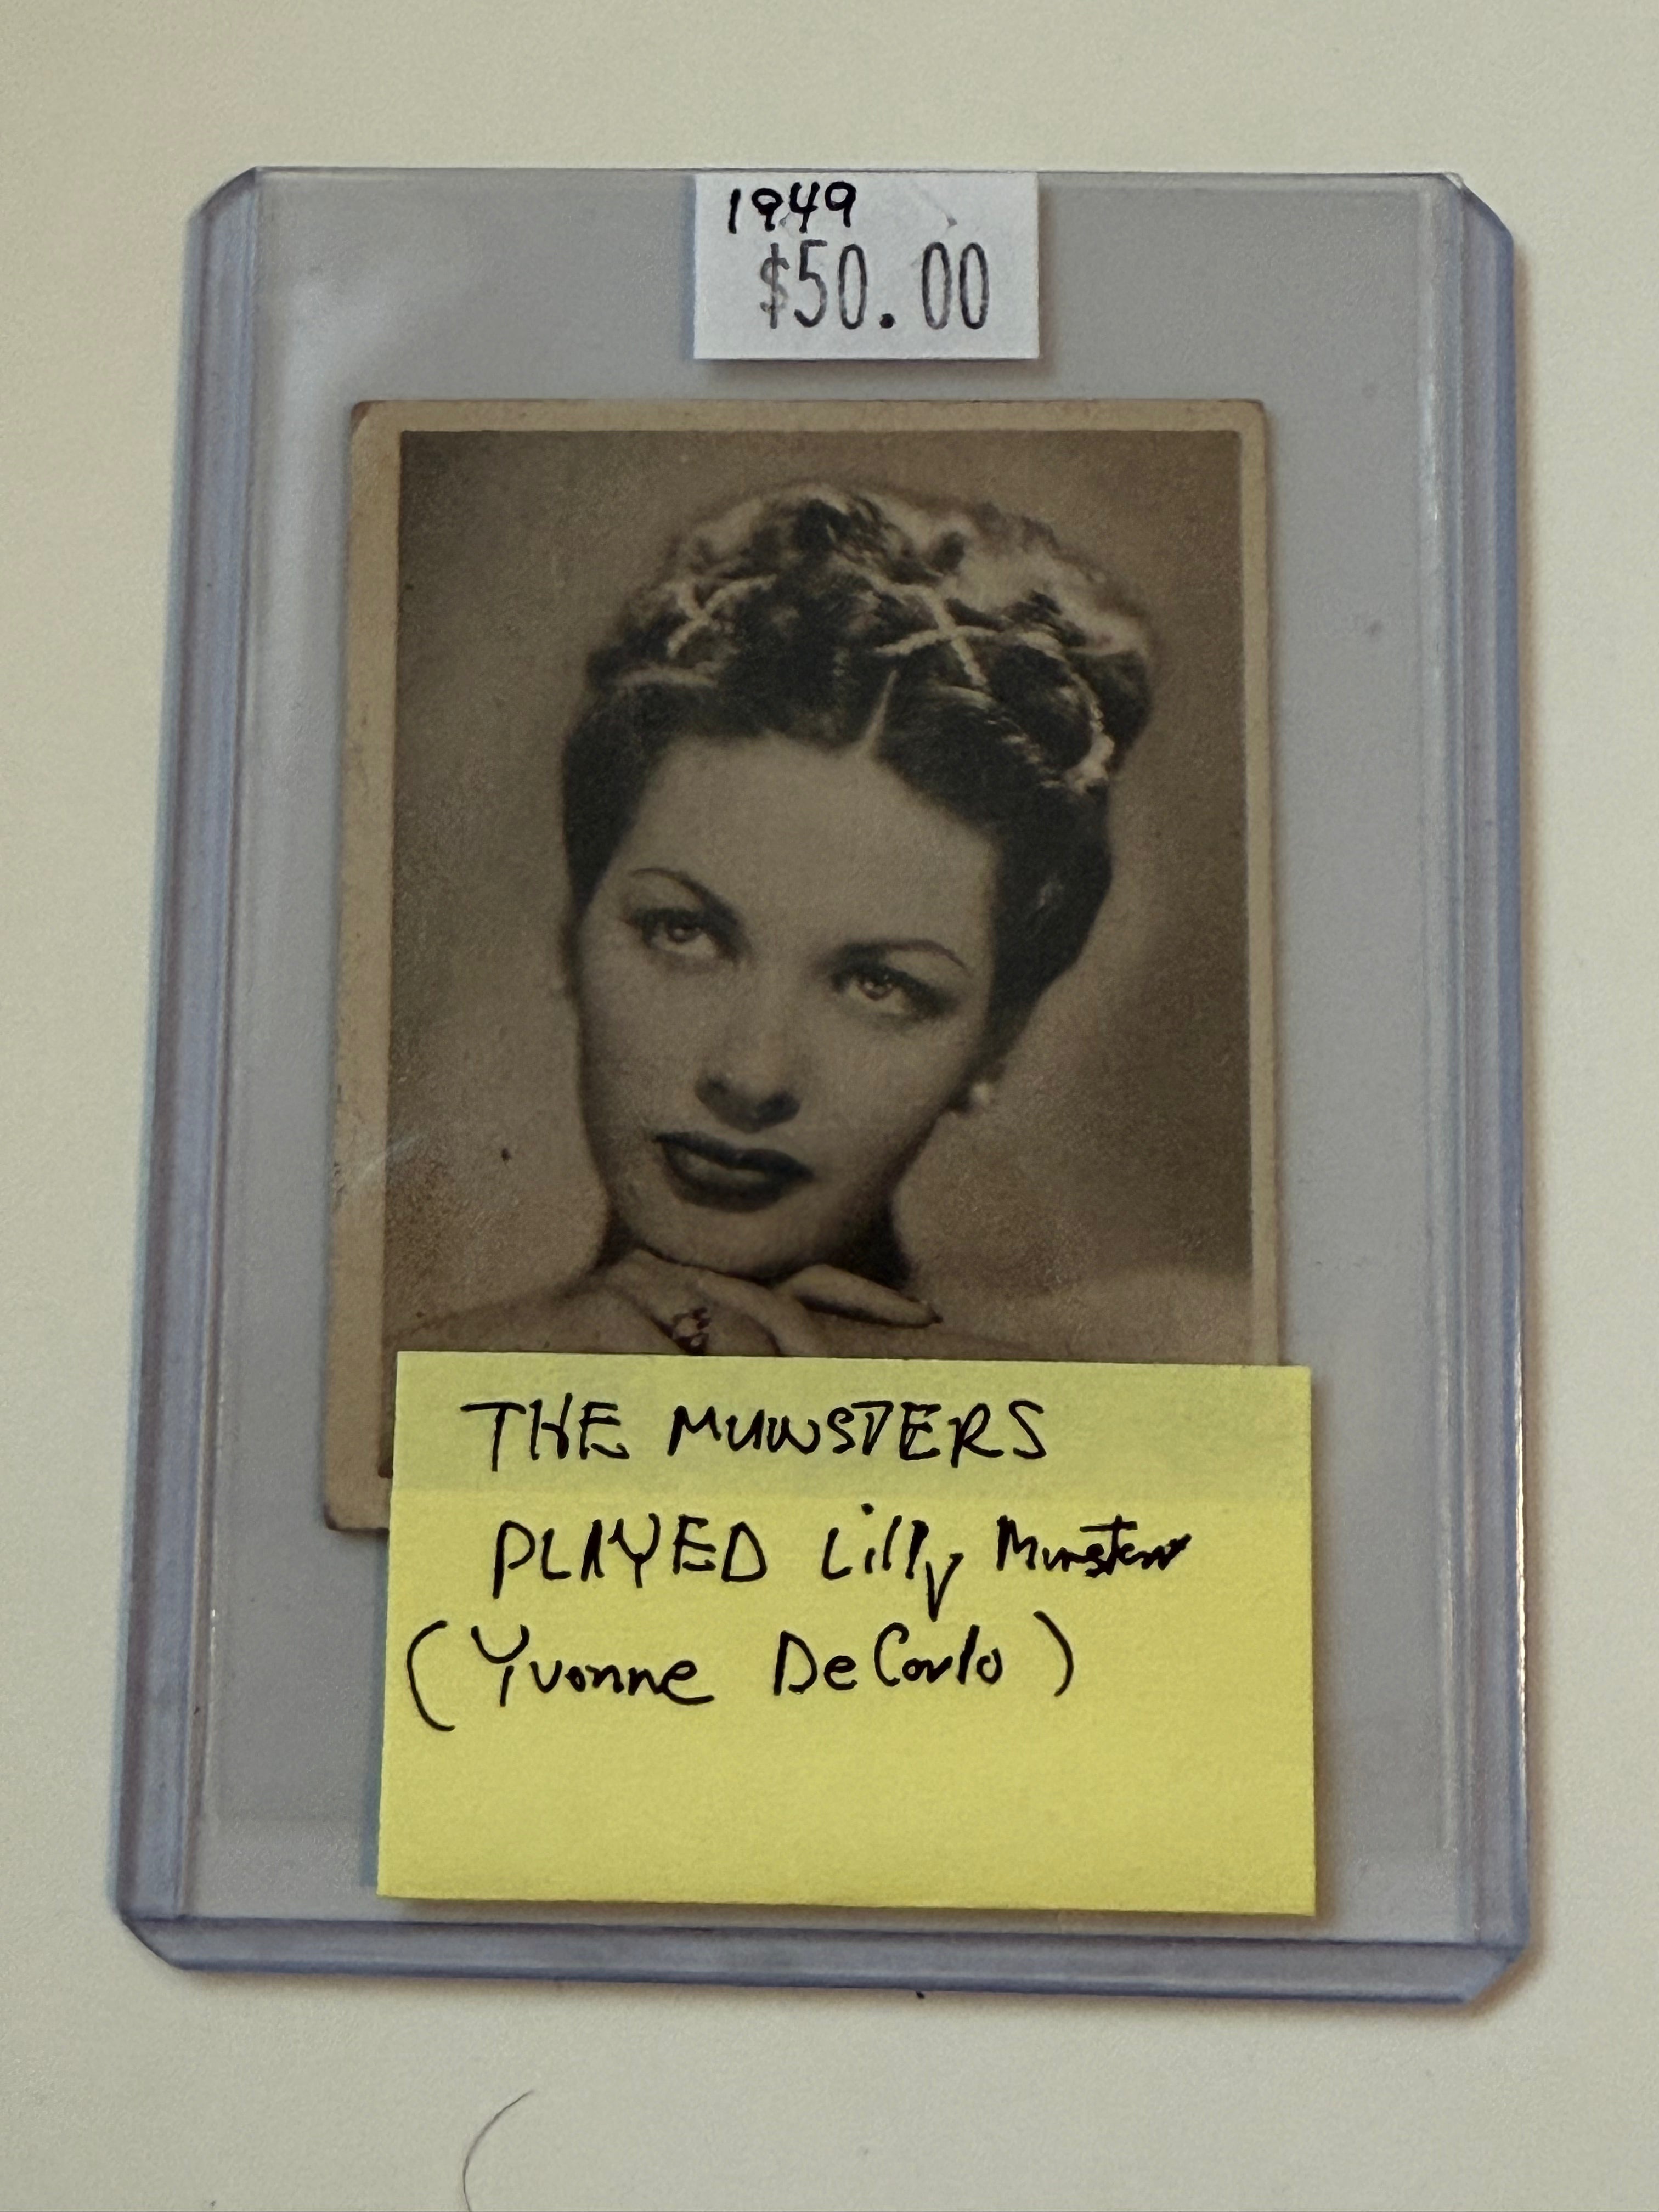 1949
$50.00
THE MUNSTERS
PLAYED Lilly Munster
(Yvonne DeCarlo)